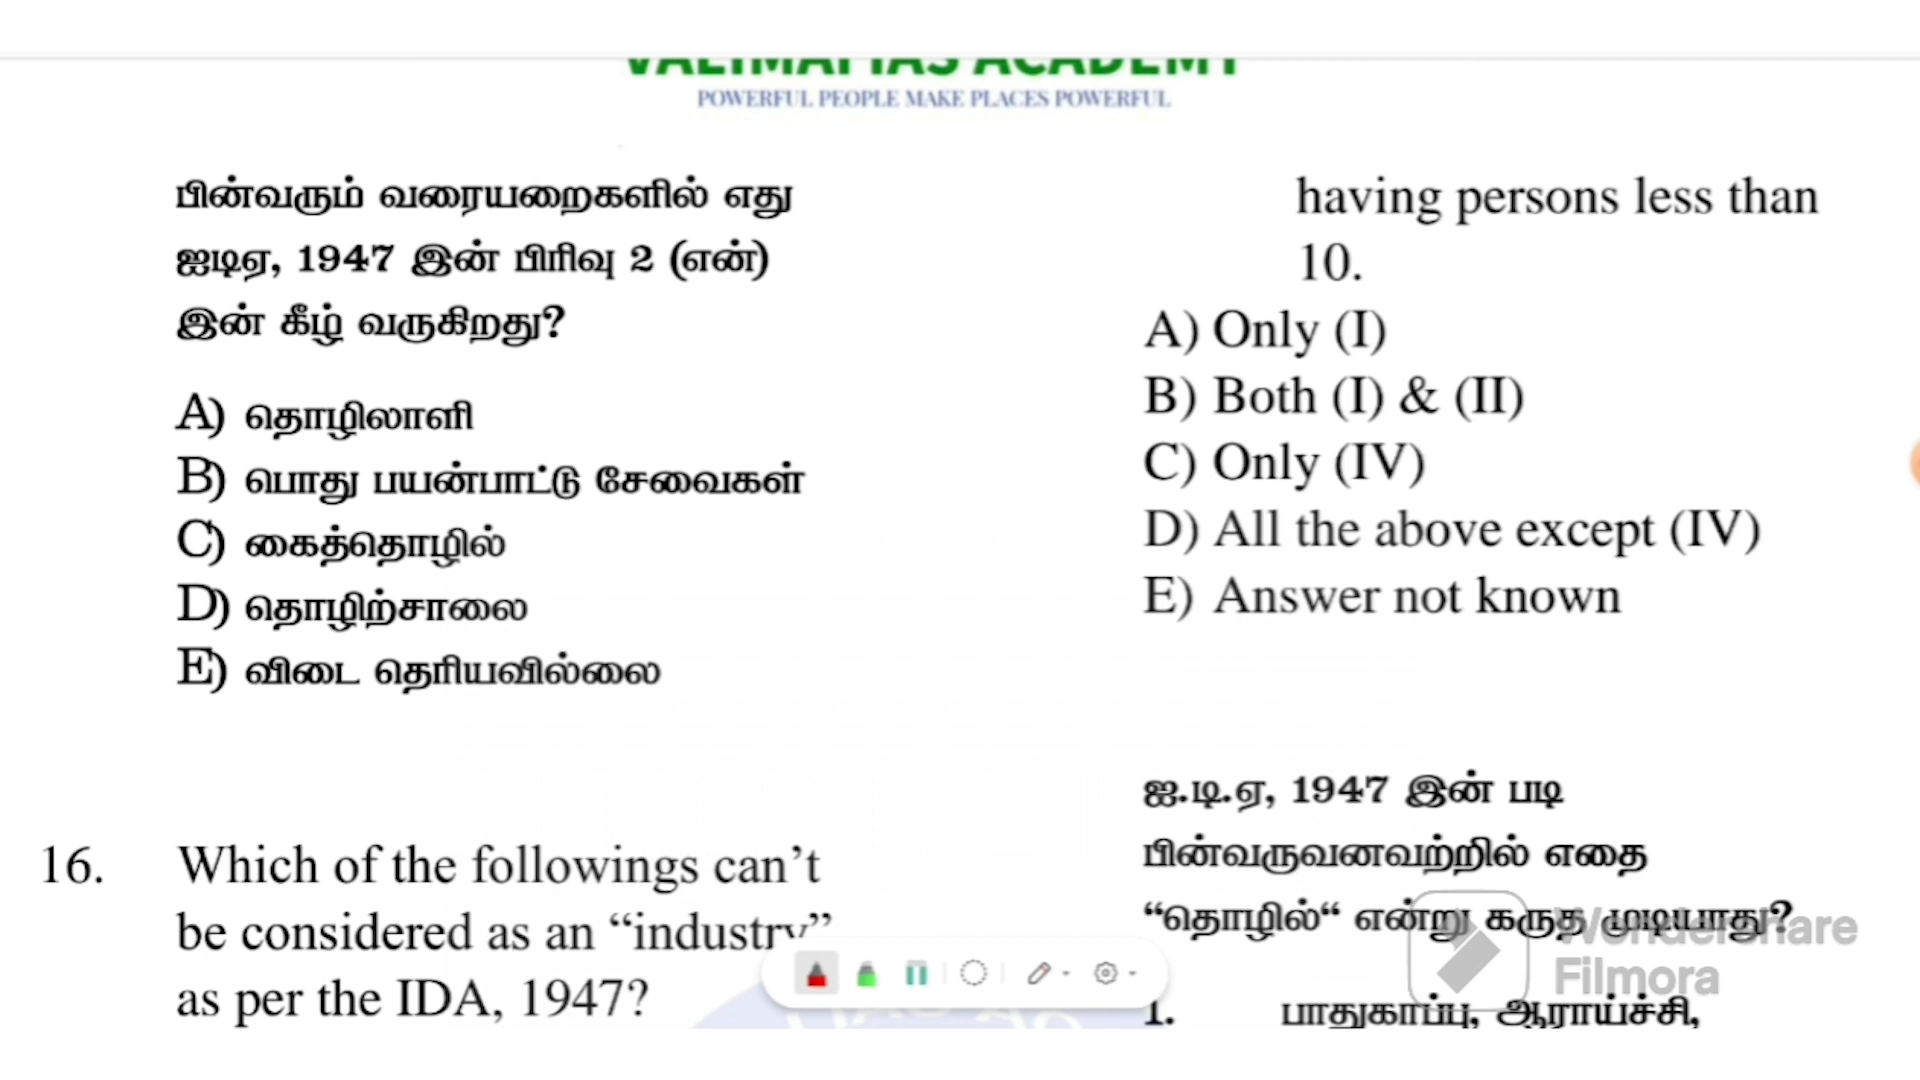 POWERFUL PEOPLE MAKE PLACES POWERFUL
பின்வரும் வரையறைகளில் எது
ஐடிஏ, 1947 இன் பிரிவு 2 (என்)
இன் கீழ் வருகிறது?
A) தொழிலாளி
B) பொது பயன்பாட்டு சேவைகள்
C) கைத்தொழில்
D) தொழிற்சாலை
E) விடை தெரியவில்லை
16. Which of the followings can’t
be considered as an “industry”
as per the IDA, 1947?
having persons less than
10.
A) Only (I)
B) Both (I) & (II)
C) Only (IV)
D) All the above except (IV)
E) Answer not known
ஐ.டி.ஏ, 1947 இன் படி
பின்வருவனவற்றில் எதை
“தொழில்“ என்று கருத முடியாது?
1. பாதுகாப்பு, ஆராய்ச்சி,
Wondershare
Filmora